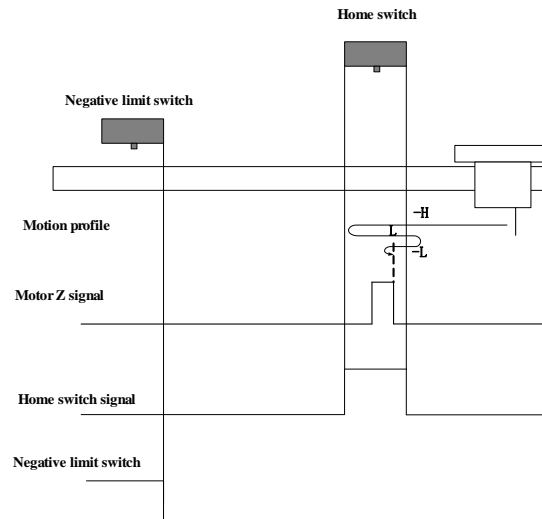 Home switch
Negative limit switch
Motion profile
−H
L
−L
Motor Z signal
Home switch signal
Negative limit switch